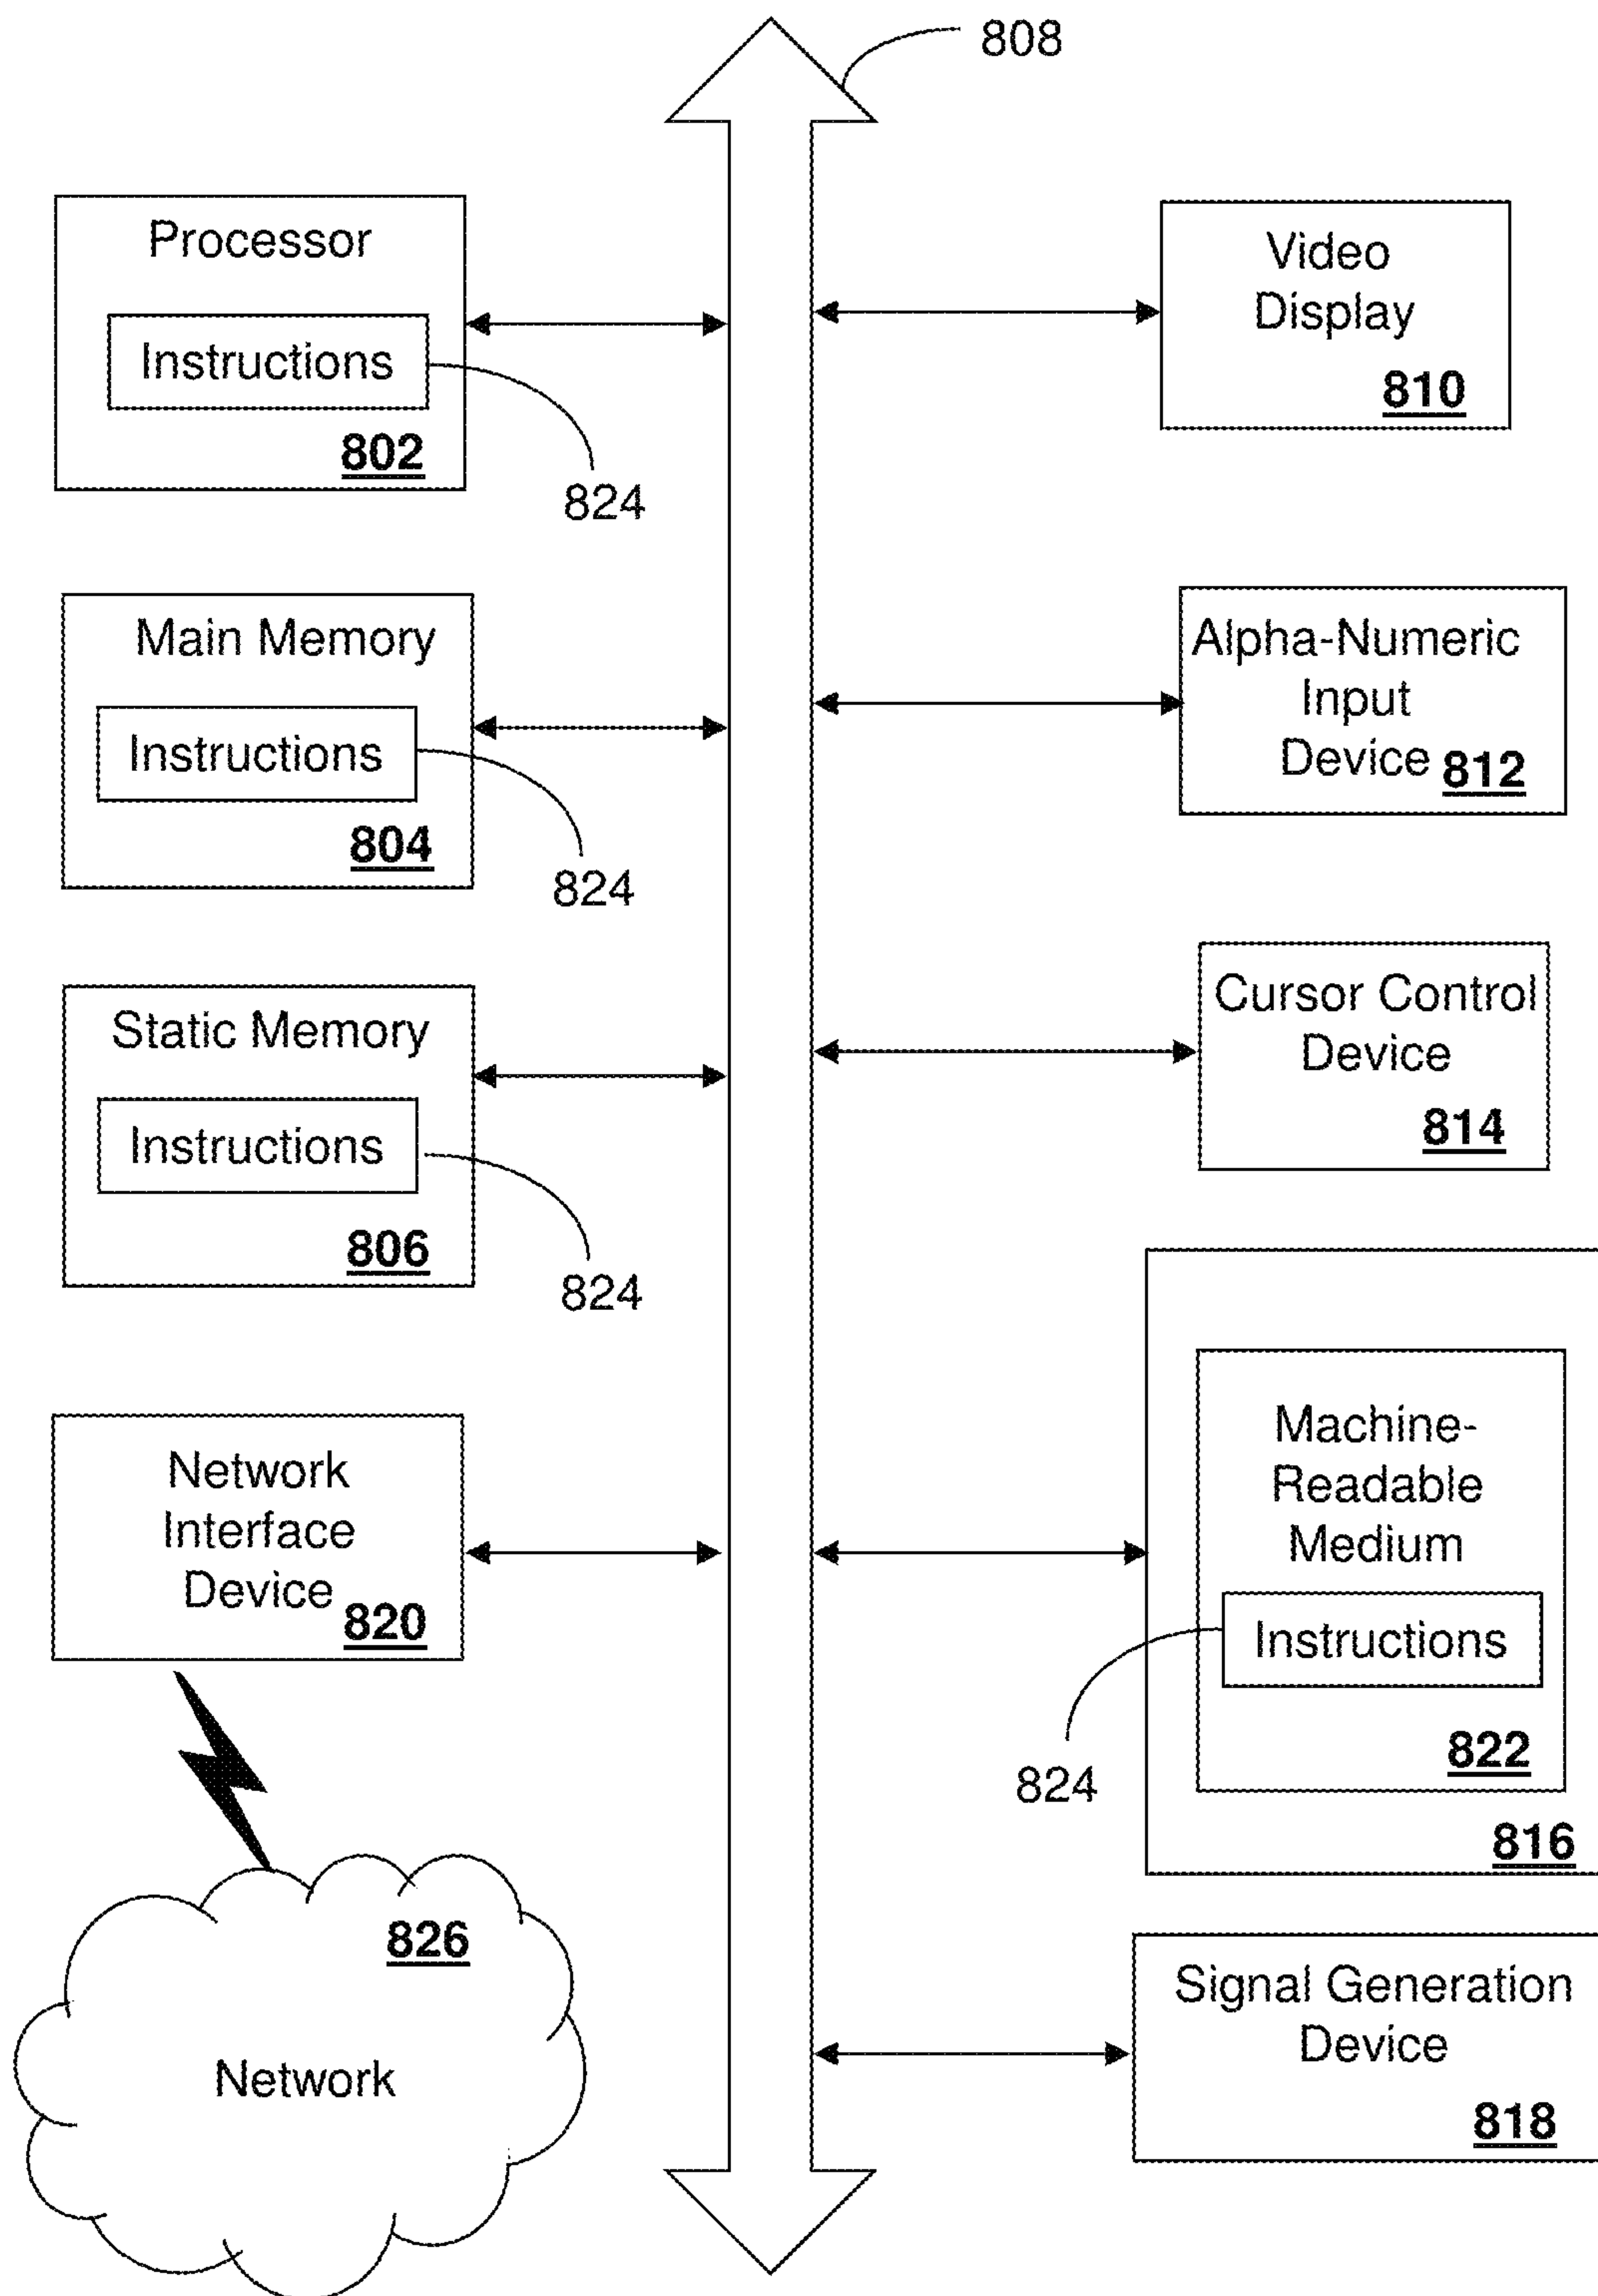 808
Processor
Instructions
802
824
Main Memory
Instructions
804
824
Static Memory
Instructions
806
824
Network
Interface
Device
820
826
Network
Video
Display
810
Alpha-Numeric
Input
Device
812
Cursor Control
Device
814
Machine-
Readable
Medium
Instructions
822
824
816
Signal Generation
Device
818